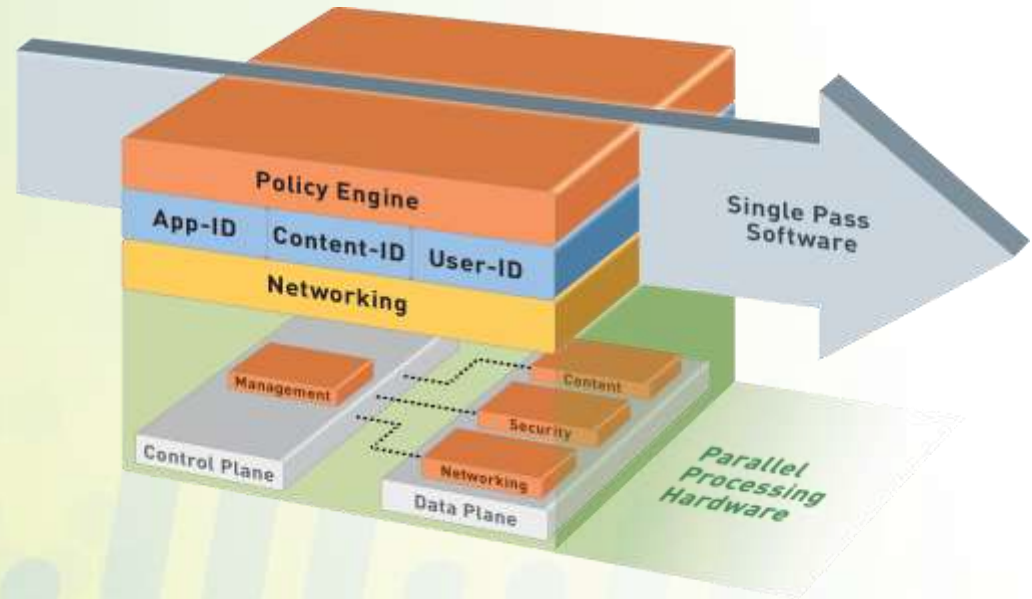 Policy Engine
App-ID
Content-ID
User-ID
Networking
Single Pass
Software
Management
Control Plane
Content
Security
Networking
Data Plane
Parallel
Processing
Hardware